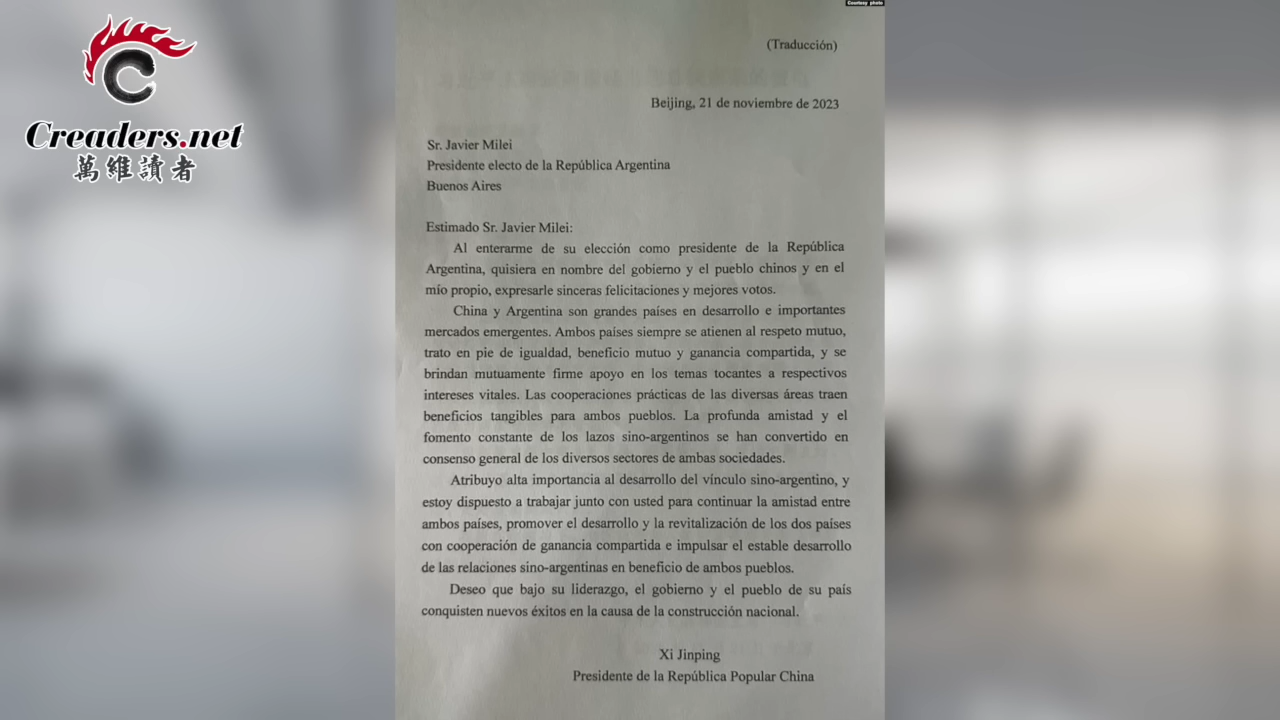 Courtesy photo
Creaders.net
萬維讀者
(Traducción)
Beijing, 21 de noviembre de 2023
Sr. Javier Milei
Presidente electo de la República Argentina
Buenos Aires
Estimado Sr. Javier Milei:
Al enterarme de su elección como presidente de la República
Argentina, quisiera en nombre del gobierno y el pueblo chinos y en el
mío propio, expresarle sinceras felicitaciones y mejores votos.
China y Argentina son grandes países en desarrollo e importantes
mercados emergentes. Ambos países siempre se atienen al respeto mutuo,
trato en pie de igualdad, beneficio mutuo y ganancia compartida, y se
brindan mutuamente firme apoyo en los temas tocantes a respectivos
intereses vitales. Las cooperaciones prácticas de las diversas áreas traen
beneficios tangibles para ambos pueblos. La profunda amistad y el
fomento constante de los lazos sino-argentinos se han convertido en
consenso general de los diversos sectores de ambas sociedades.
Atribuyo alta importancia al desarrollo del vínculo sino-argentino, y
estoy dispuesto a trabajar junto con usted para continuar la amistad entre
ambos países, promover el desarrollo y la revitalización de los dos países
con cooperación de ganancia compartida e impulsar el estable desarrollo
de las relaciones sino-argentinas en beneficio de ambos pueblos.
Deseo que bajo su liderazgo, el gobierno y el pueblo de su país
conquisten nuevos éxitos en la causa de la construcción nacional.
Xi Jinping
Presidente de la República Popular China